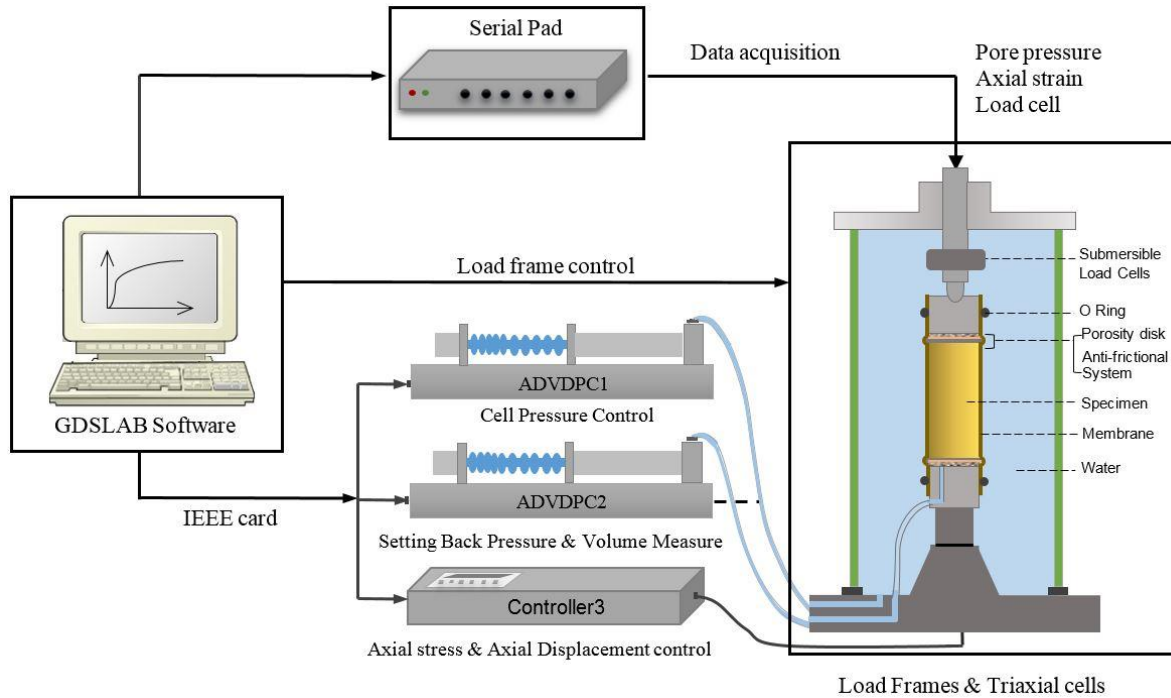 Serial Pad
Data acquisition
Pore pressure
Axial strain
Load cell
Load frame control
GDSLAB Software
IEEE card
ADVDPC1
Cell Pressure Control
ADVDPC2
Setting Back Pressure & Volume Measure
Controller3
Axial stress & Axial Displacement control
Submersible
Load Cells
O Ring
Porosity disk
Anti-frictional
System
Specimen
Membrane
Water
Load Frames & Triaxial cells